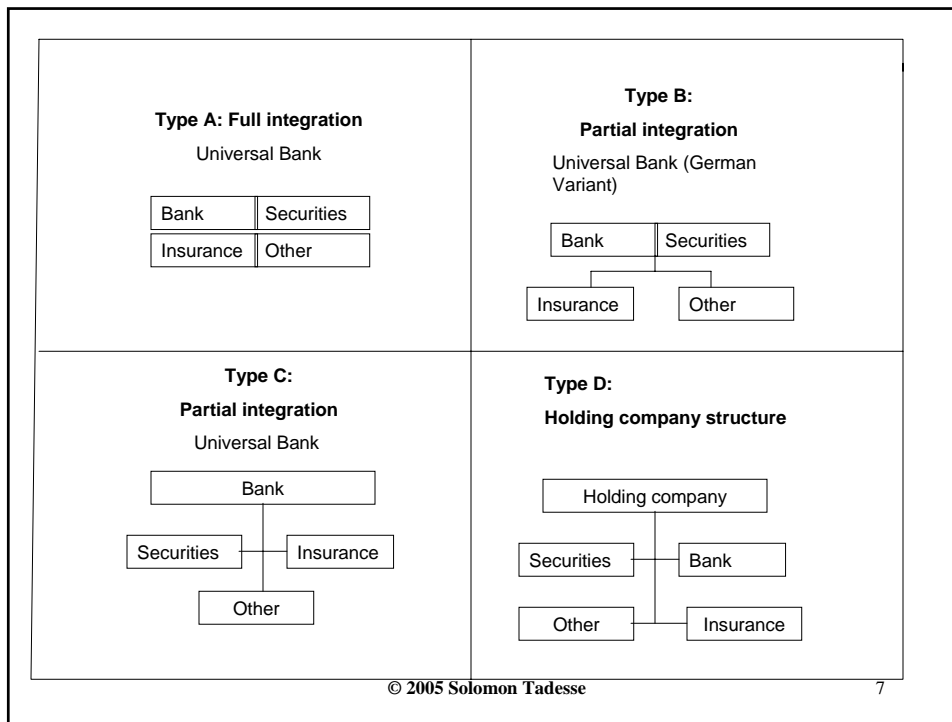 Type A: Full integration
Universal Bank
Bank Securities
Insurance Other
Type B:
Partial integration
Universal Bank (German
Variant)
Bank Securities
Insurance Other
Type C:
Partial integration
Universal Bank
Bank
Securities Insurance
Other
Type D:
Holding company structure
Holding company
Securities Bank
Other Insurance
© 2005 Solomon Tadesse 7